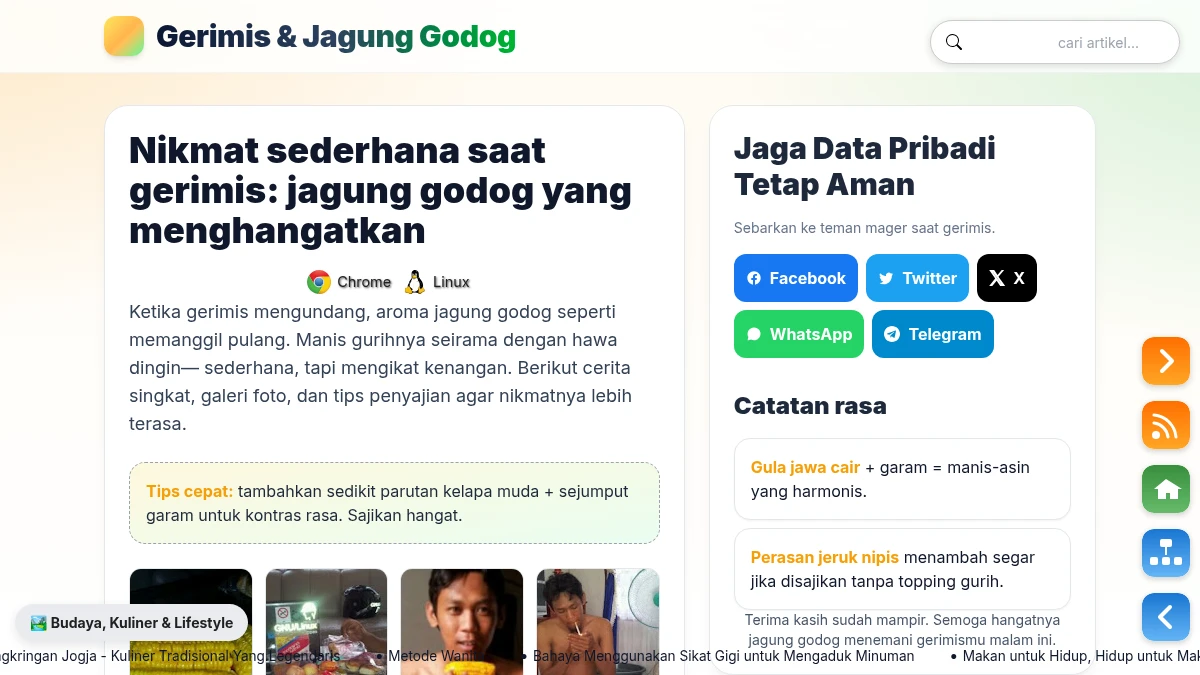 Gerimis & Jagung Godog
cari artikel...
Nikmat sederhana saat
gerimis: jagung godog yang
menghangatkan
Chrome Linux
Ketika gerimis mengundang, aroma jagung godog seperti
memanggil pulang. Manis gurihnya seirama dengan hawa
dingin— sederhana, tapi mengikat kenangan. Berikut cerita
singkat, galeri foto, dan tips penyajian agar nikmatnya lebih
terasa.
Tips cepat: tambahkan sedikit parutan kelapa muda + sejumput
garam untuk kontras rasa. Sajikan hangat.
GNU/Linux
Jaga Data Pribadi
Tetap Aman
Sebarkan ke teman mager saat gerimis.
Facebook
Twitter
X
WhatsApp
Telegram
Catatan rasa
Gula jawa cair + garam = manis-asin
yang harmonis.
Perasan jeruk nipis menambah segar
jika disajikan tanpa topping gurih.
Terima kasih sudah mampir. Semoga hangatnya
jagung godog menemani gerimismu malam ini.
Budaya, Kuliner & Lifestyle
gkringan Jogja - Kuliner Tradisional Yang Legendaris • Metode • Bahaya Menggunakan Sikat Gigi untuk Mengaduk Minuman • Makan untuk Hidup, Hidup untuk